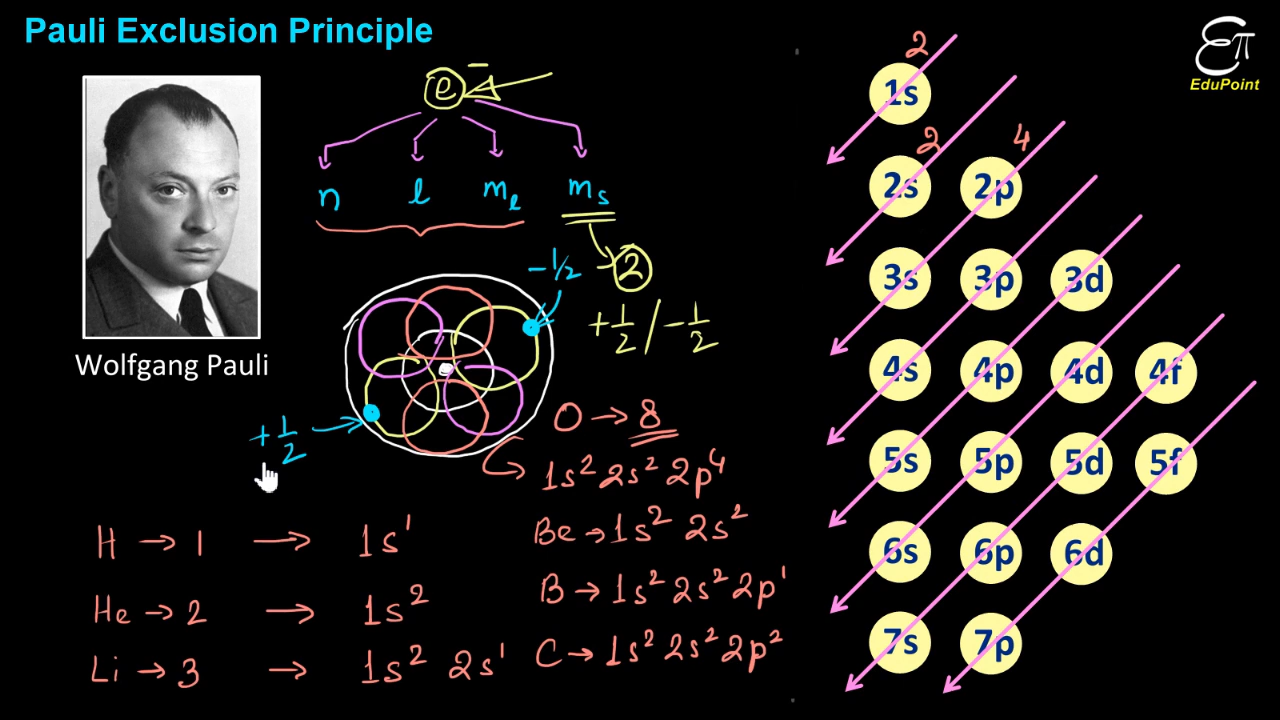 Pauli Exclusion Principle
επ
EduPoint
e⁻
n l mₗ mₛ
2
+1/2 / -1/2
-1/2
+1/2
Wolfgang Pauli
O → 8
1s² 2s² 2p⁴
H → 1 → 1s¹
He → 2 → 1s²
Li → 3 → 1s² 2s¹
Be → 1s² 2s²
B → 1s² 2s² 2p¹
C → 1s² 2s² 2p²
2
1s
2 4
2s 2p
3s 3p 3d
4s 4p 4d 4f
5s 5p 5d 5f
6s 6p 6d
7s 7p